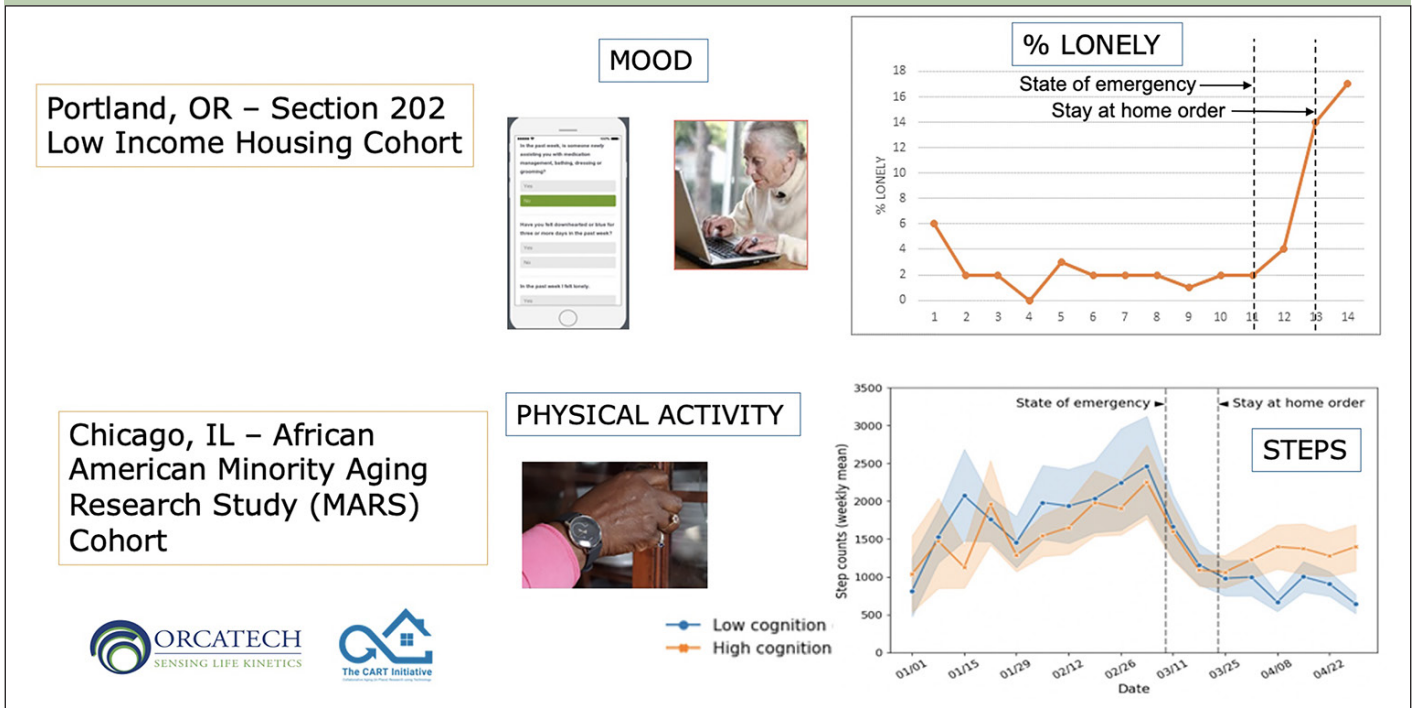 Portland, OR – Section 202
Low Income Housing Cohort
MOOD
In the past week, is someone newly
assisting you with medication
management, bathing, dressing or
grooming?
Yes
No
Have you felt downhearted or blue for
three or more days in the past week?
Yes
No
In the past week I felt lonely.
Yes
% LONELY
State of emergency
Stay at home order
% LONELY
18
16
14
12
10
8
6
4
2
0
1 2 3 4 5 6 7 8 9 10 11 12 13 14
Chicago, IL – African
American Minority Aging
Research Study (MARS)
Cohort
PHYSICAL ACTIVITY
Low cognition
High cognition
State of emergency
Stay at home order
STEPS
Step counts (weekly mean)
3500
3000
2500
2000
1500
1000
500
0
01/01 01/15 01/29 02/12 02/26 03/11 03/25 04/08 04/22
Date
ORCATECH
SENSING LIFE KINETICS
The CART Initiative
Collaborative Aging (in Place) Research Using Technology